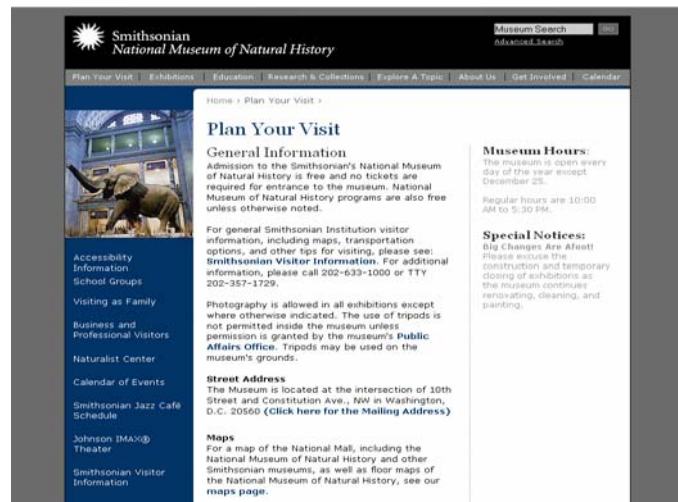 Smithsonian
National Museum of Natural History
Museum Search GO
Advanced Search
Plan Your Visit | Exhibitions | Education | Research & Collections | Explore A Topic | About Us | Get Involved | Calendar
Home > Plan Your Visit >
Plan Your Visit
General Information
Admission to the Smithsonian's National Museum
of Natural History is free and no tickets are
required for entrance to the museum. National
Museum of Natural History programs are also free
unless otherwise noted.
For general Smithsonian Institution visitor
information, including maps, transportation
options, and other tips for visiting, please see:
Smithsonian Visitor Information. For additional
information, please call 202-633-1000 or TTY
202-357-1729.
Photography is allowed in all exhibitions except
where otherwise indicated. The use of tripods is
not permitted inside the museum unless
permission is granted by the museum's Public
Affairs Office. Tripods may be used on the
museum's grounds.
Street Address
The Museum is located at the intersection of 10th
Street and Constitution Ave., NW in Washington,
D.C. 20560 (Click here for the Mailing Address)
Maps
For a map of the National Mall, including the
National Museum of Natural History and other
Smithsonian museums, as well as floor maps of
the National Museum of Natural History, see our
maps page.
Museum Hours:
The museum is open every
day of the year except
December 25.
Regular hours are 10:00
AM to 5:30 PM.
Special Notices:
Big Changes Are Afoot!
Please excuse the
construction and temporary
closing of exhibitions as
the museum continues
renovating, cleaning, and
painting.
Accessibility
Information
School Groups
Visiting as Family
Business and
Professional Visitors
Naturalist Center
Calendar of Events
Smithsonian Jazz Café
Schedule
Johnson IMAX®
Theater
Smithsonian Visitor
Information